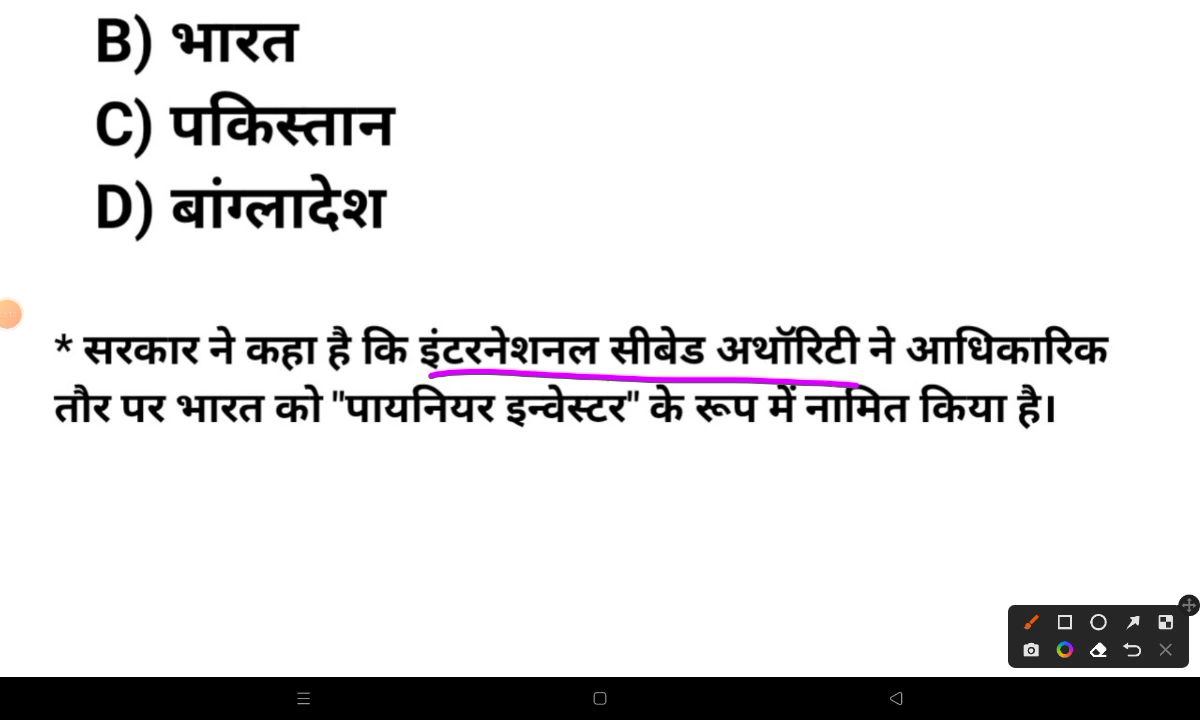 B) भारत
C) पकिस्तान
D) बांग्लादेश
* सरकार ने कहा है कि इंटरनेशनल सीबेड अथॉरिटी ने आधिकारिक
तौर पर भारत को "पायनियर इन्वेस्टर" के रूप में नामित किया है।